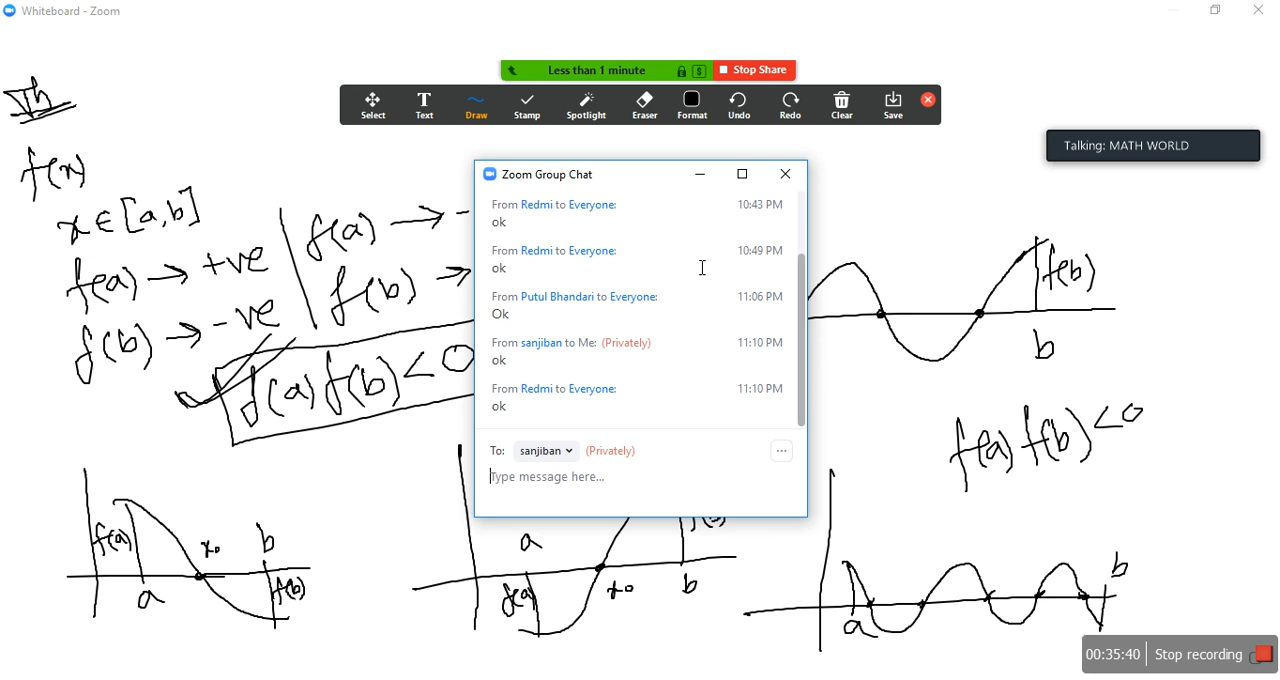 Whiteboard - Zoom
Less than 1 minute
Stop Share
Select
Text
Draw
Stamp
Spotlight
Eraser
Format
Undo
Redo
Clear
Save
Talking: MATH WORLD
Th
f(x)
x ∈ [a,b]
f(a) → +ve
f(b) → -ve
f(a) → -
f(b) →
f(a) f(b) < 0
Zoom Group Chat
From Redmi to Everyone: 10:43 PM
ok
From Redmi to Everyone: 10:49 PM
ok
From Putul Bhandari to Everyone: 11:06 PM
Ok
From sanjiban to Me: (Privately) 11:10 PM
ok
From Redmi to Everyone: 11:10 PM
ok
To: sanjiban (Privately)
Type message here...
f(b)
b
f(a) f(b) < 0
f(a)
x₀
b
a
f(b)
a
f(b)
f(a)
x₀
b
a
b
00:35:40 Stop recording